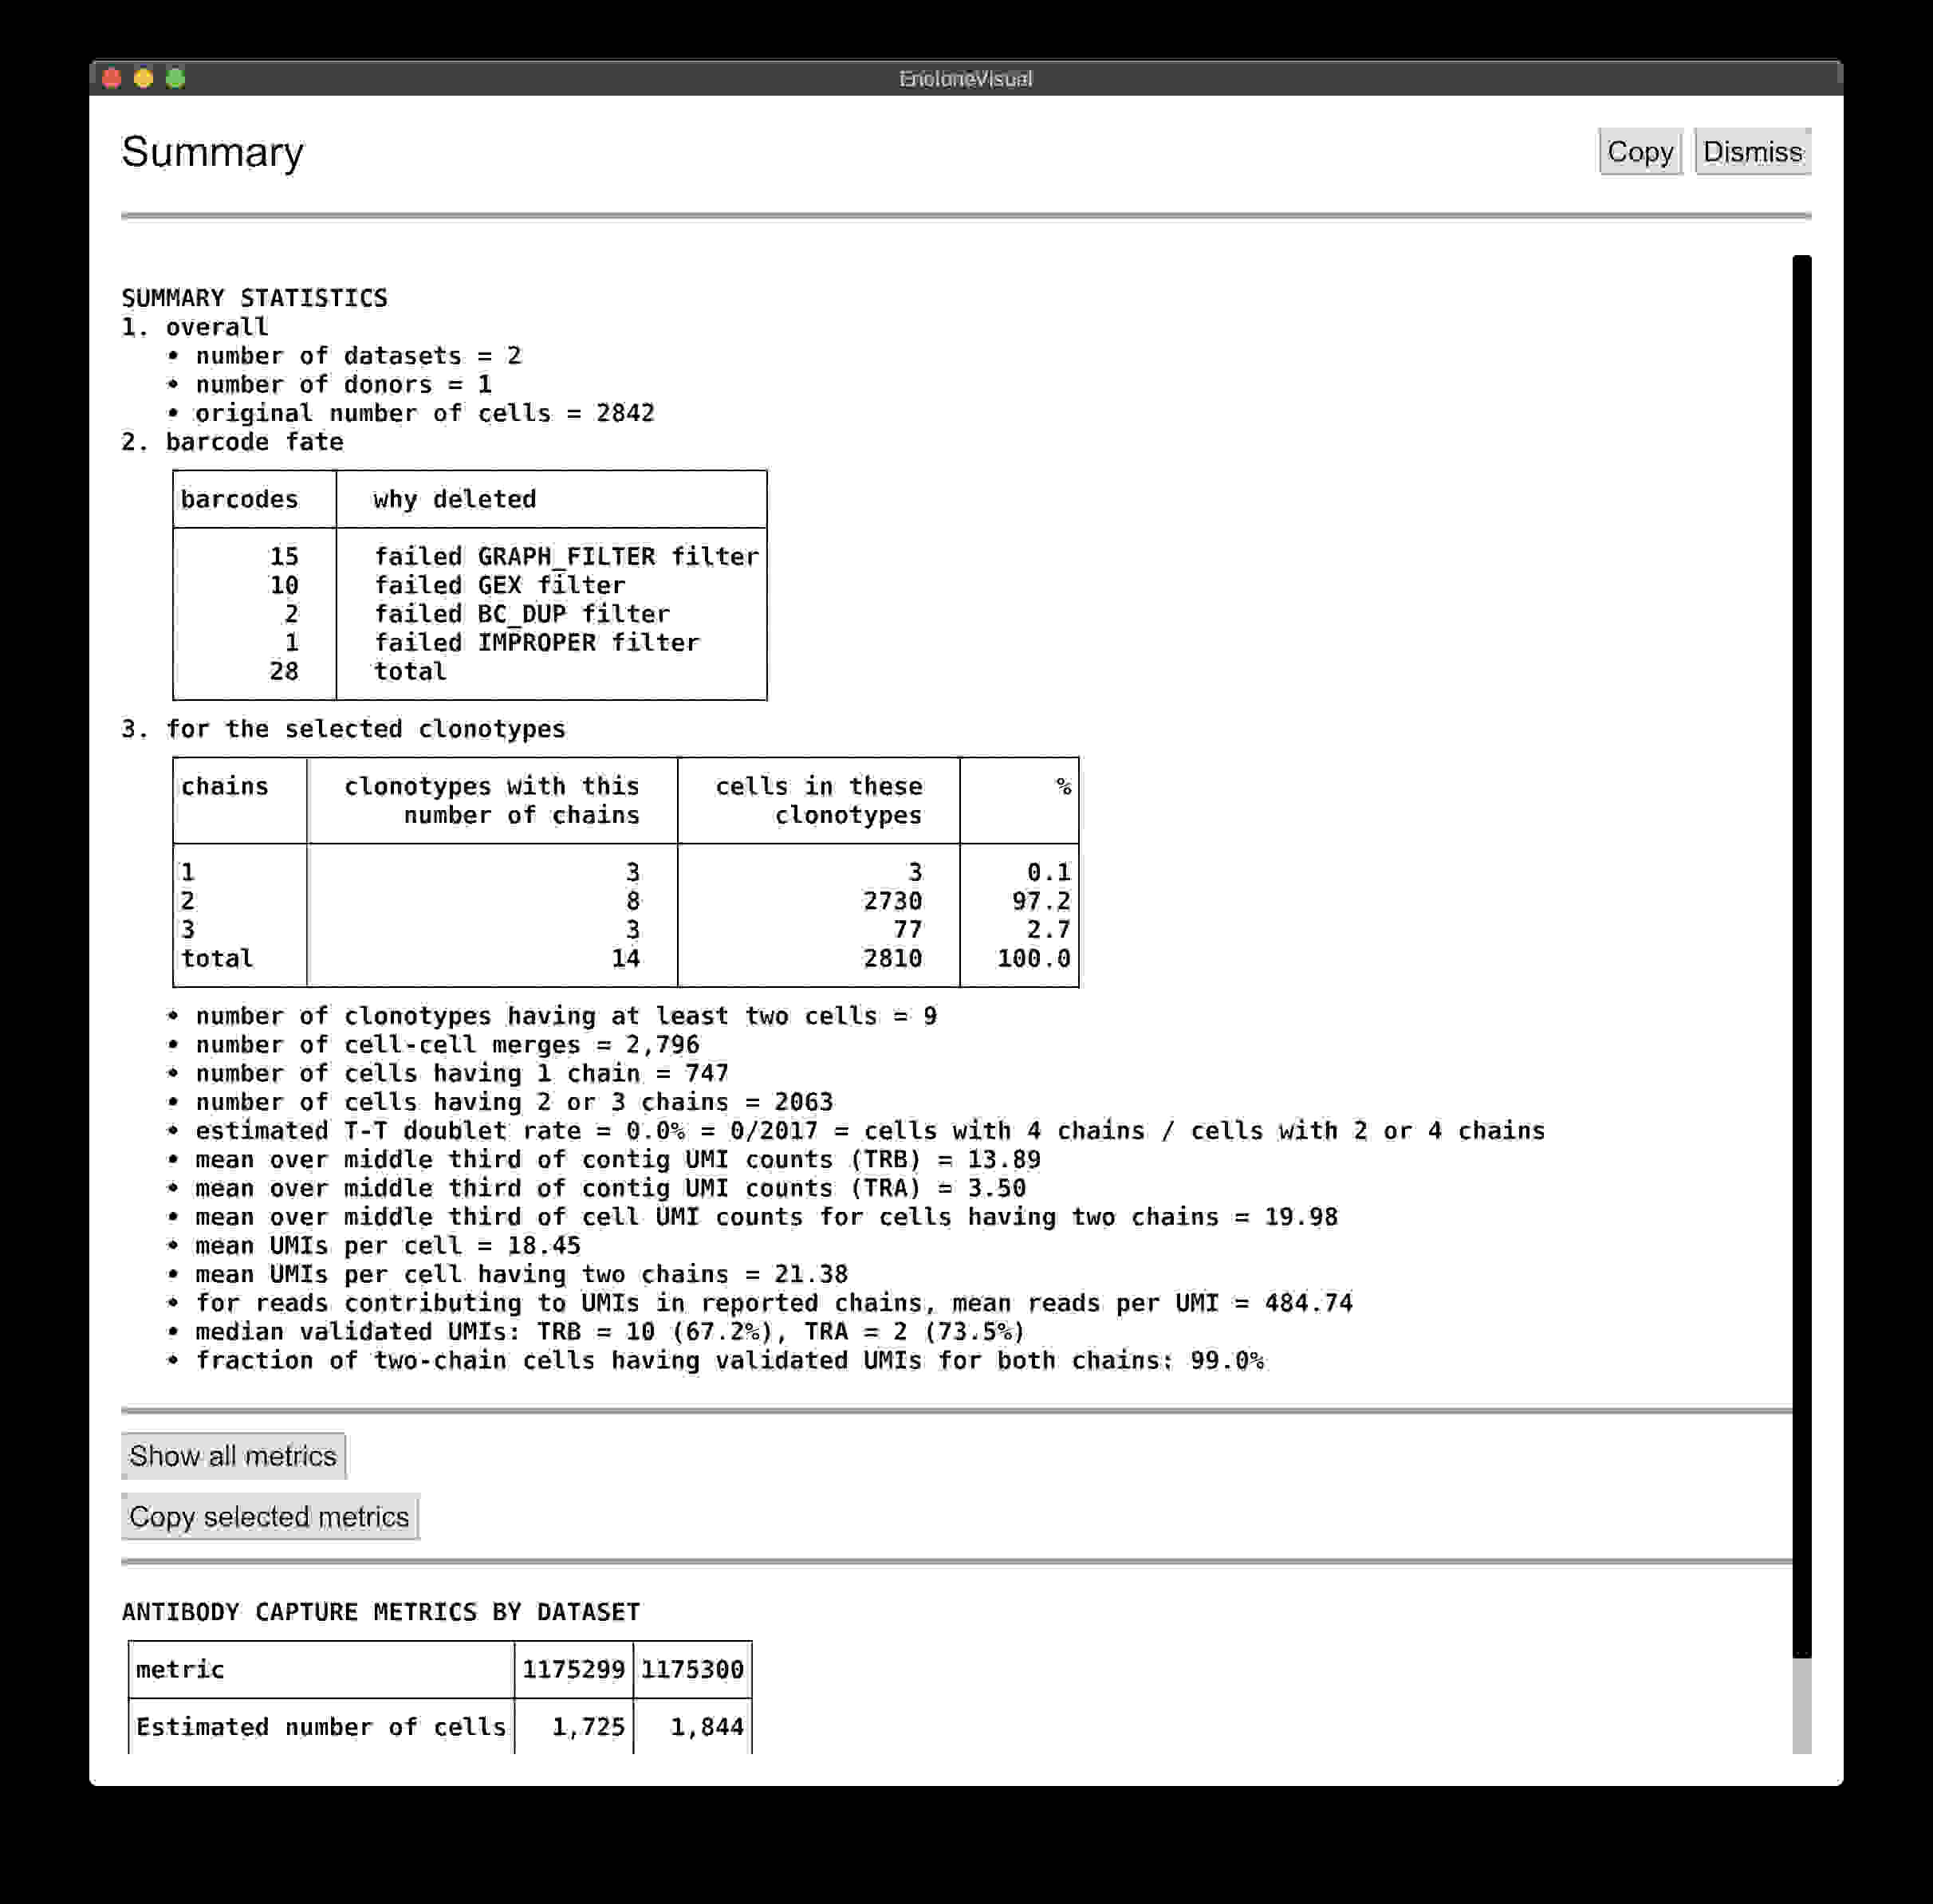 EncloneVisual
Summary
Copy Dismiss
SUMMARY STATISTICS
1. overall
• number of datasets = 2
• number of donors = 1
• original number of cells = 2842
2. barcode fate
barcodes why deleted
15 failed GRAPH_FILTER filter
10 failed GEX filter
2 failed BC_DUP filter
1 failed IMPROPER filter
28 total
3. for the selected clonotypes
chains clonotypes with this cells in these %
number of chains clonotypes
1 3 3 0.1
2 8 2730 97.2
3 3 77 2.7
total 14 2810 100.0
• number of clonotypes having at least two cells = 9
• number of cell-cell merges = 2,796
• number of cells having 1 chain = 747
• number of cells having 2 or 3 chains = 2063
• estimated T-T doublet rate = 0.0% = 0/2017 = cells with 4 chains / cells with 2 or 4 chains
• mean over middle third of contig UMI counts (TRB) = 13.89
• mean over middle third of contig UMI counts (TRA) = 3.50
• mean over middle third of cell UMI counts for cells having two chains = 19.98
• mean UMIs per cell = 18.45
• mean UMIs per cell having two chains = 21.38
• for reads contributing to UMIs in reported chains, mean reads per UMI = 484.74
• median validated UMIs: TRB = 10 (67.2%), TRA = 2 (73.5%)
• fraction of two-chain cells having validated UMIs for both chains: 99.0%
Show all metrics
Copy selected metrics
ANTIBODY CAPTURE METRICS BY DATASET
metric 1175299 1175300
Estimated number of cells 1,725 1,844